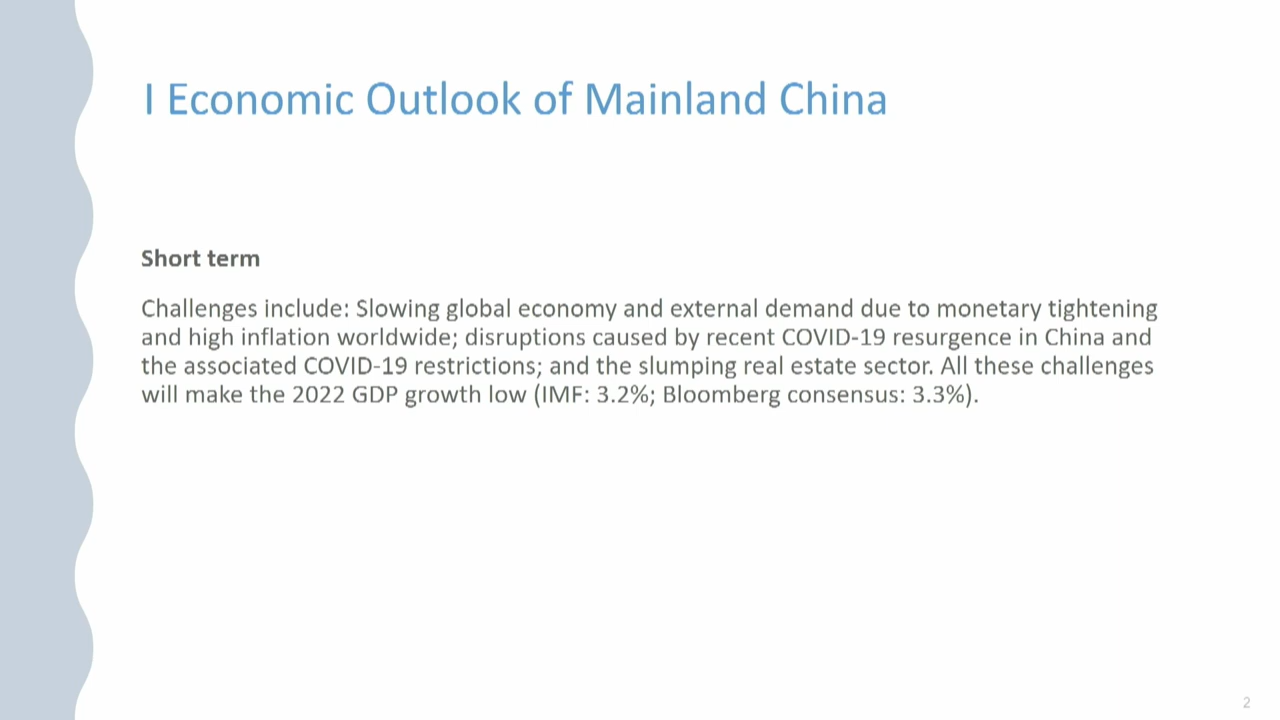 I Economic Outlook of Mainland China
Short term
Challenges include: Slowing global economy and external demand due to monetary tightening
and high inflation worldwide; disruptions caused by recent COVID-19 resurgence in China and
the associated COVID-19 restrictions; and the slumping real estate sector. All these challenges
will make the 2022 GDP growth low (IMF: 3.2%; Bloomberg consensus: 3.3%).
2